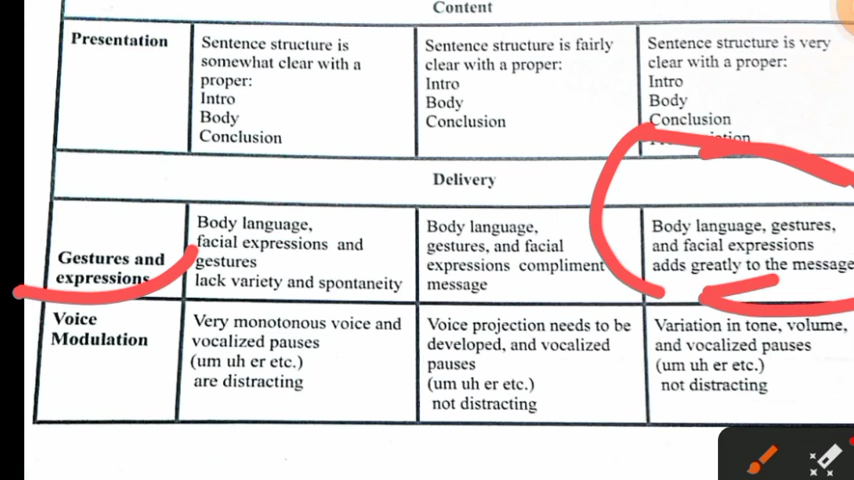 Content
Presentation
Sentence structure is
somewhat clear with a
proper:
Intro
Body
Conclusion
Sentence structure is fairly
clear with a proper:
Intro
Body
Conclusion
Sentence structure is very
clear with a proper:
Intro
Body
Conclusion
Delivery
Gestures and
expressions
Body language,
facial expressions and
gestures
lack variety and spontaneity
Body language,
gestures, and facial
expressions compliment
message
Body language, gestures,
and facial expressions
adds greatly to the message
Voice
Modulation
Very monotonous voice and
vocalized pauses
(um uh er etc.)
are distracting
Voice projection needs to be
developed, and vocalized
pauses
(um uh er etc.)
not distracting
Variation in tone, volume,
and vocalized pauses
(um uh er etc.)
not distracting